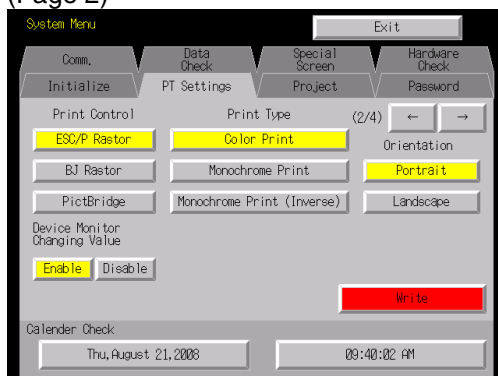 (Page 2)
System Menu
Exit
Comm.
Data
Check
Special
Screen
Hardware
Check
Initialize
PT Settings
Project
Password
Print Control
Print Type
(2/4)
←
→
ESC/P Rastor
Color Print
Orientation
BJ Rastor
Monochrome Print
Portrait
PictBridge
Monochrome Print (Inverse)
Landscape
Device Monitor
Changing Value
Enable
Disable
Write
Calender Check
Thu,August 21,2008
09:40:02 AM